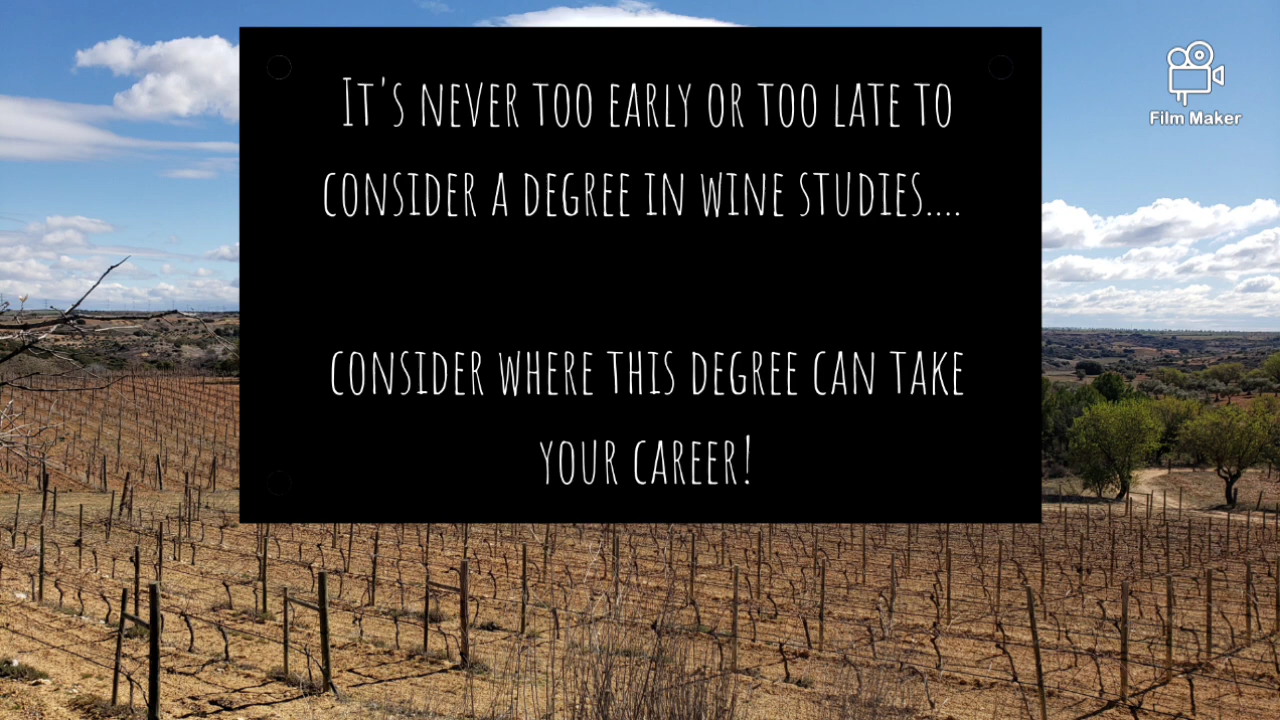 It's never too early or too late to
consider a degree in wine studies....
consider where this degree can take
your career!
Film Maker